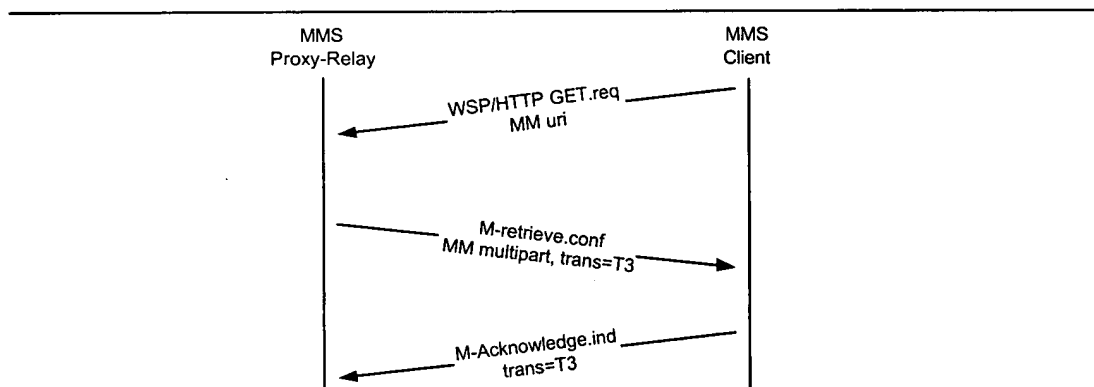 MMS
Proxy-Relay
MMS
Client
WSP/HTTP GET.req
MM uri
M-retrieve.conf
MM multipart, trans=T3
M-Acknowledge.ind
trans=T3